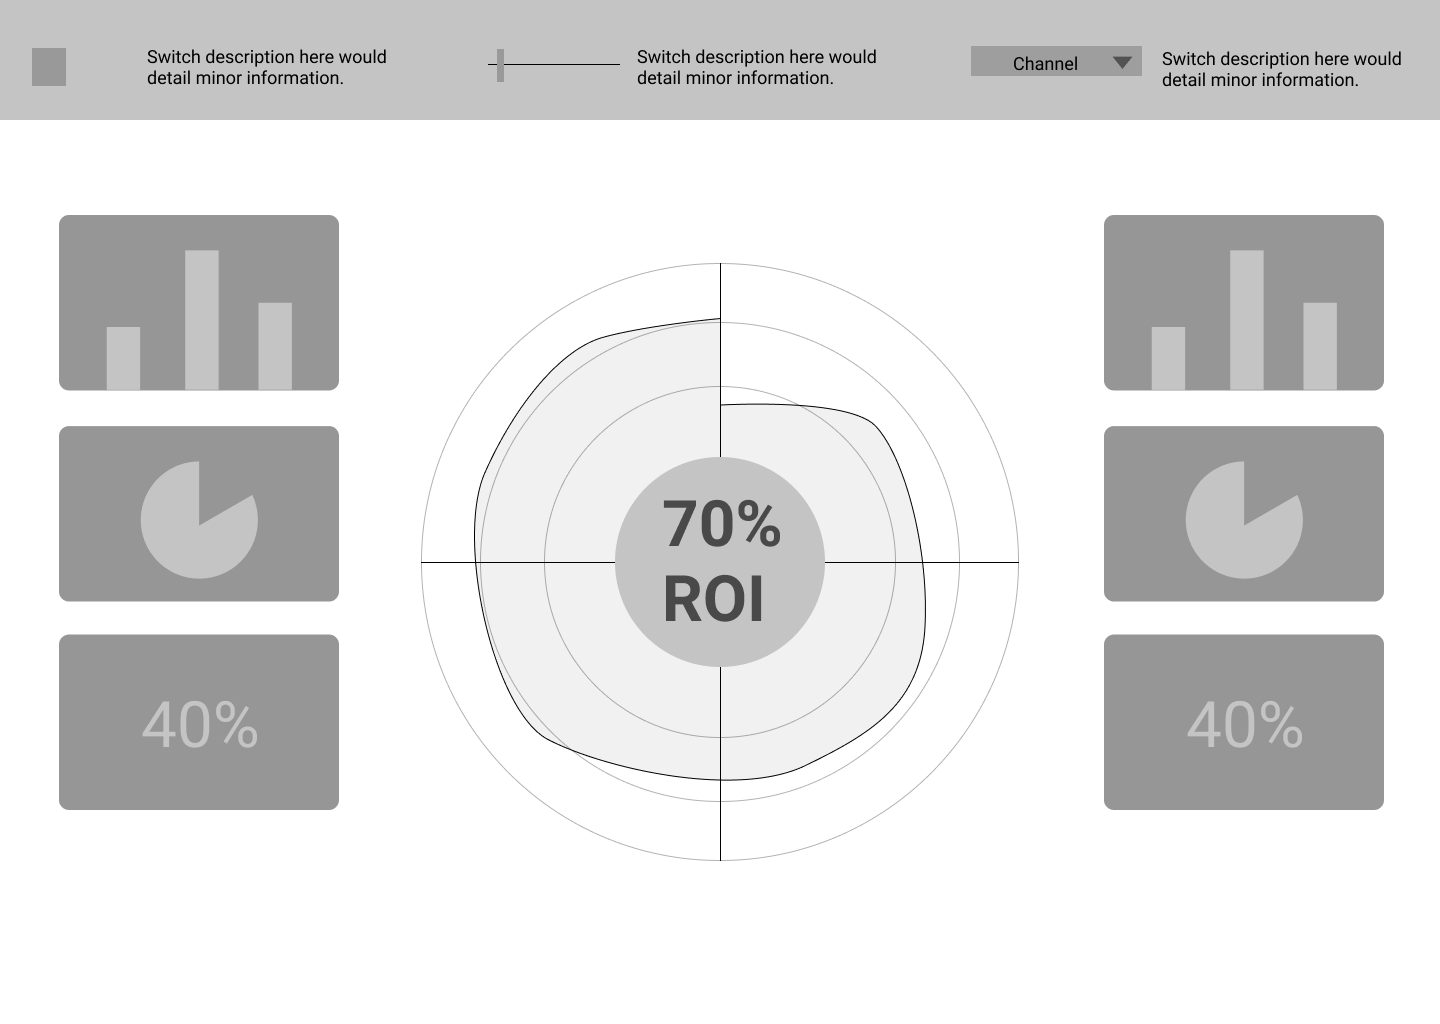 Switch description here would
detail minor information.
Switch description here would
detail minor information.
Channel
Switch description here would
detail minor information.
70%
ROI
40%
40%